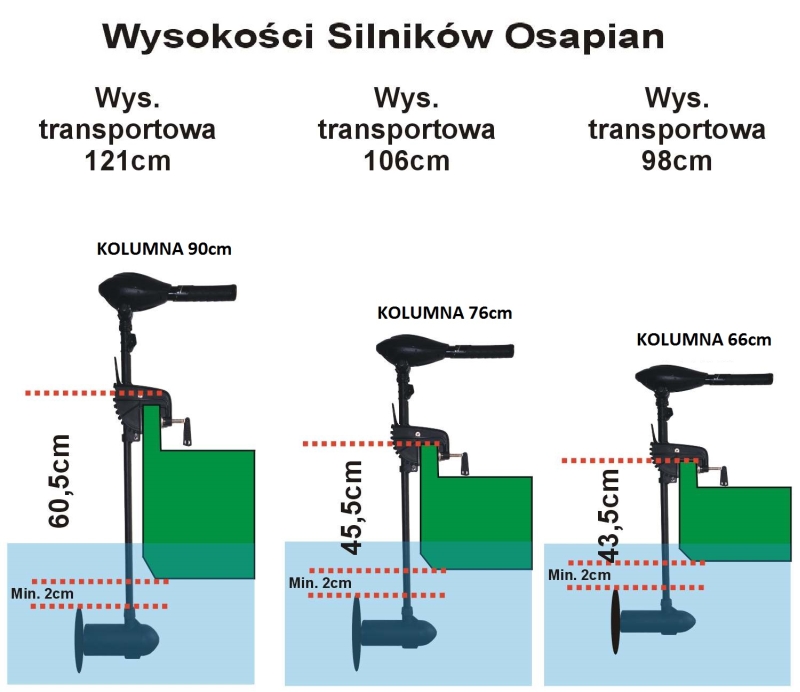 Wysokości Silników Osapian
Wys.
transportowa
121cm
Wys.
transportowa
106cm
Wys.
transportowa
98cm
KOLUMNA 90cm
KOLUMNA 76cm
KOLUMNA 66cm
60,5cm
45,5cm
43,5cm
Min. 2cm
Min. 2cm
Min. 2cm